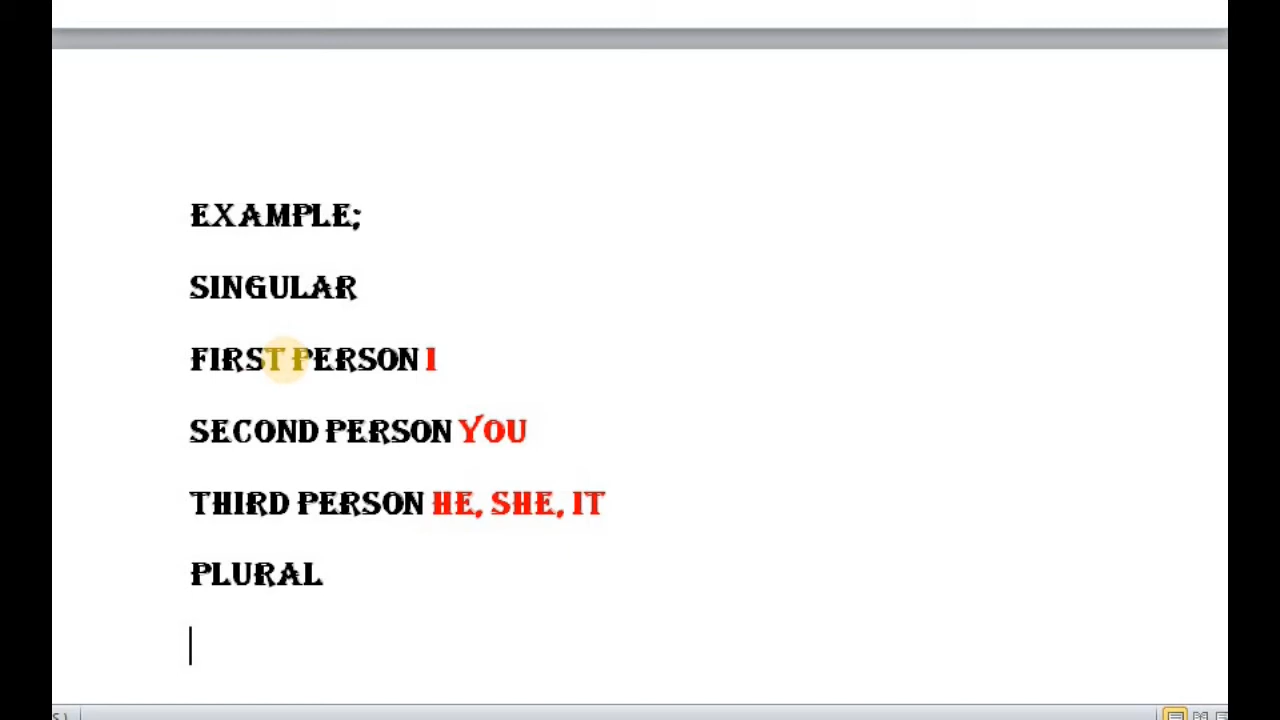 EXAMPLE;
SINGULAR
FIRST PERSON I
SECOND PERSON YOU
THIRD PERSON HE, SHE, IT
PLURAL